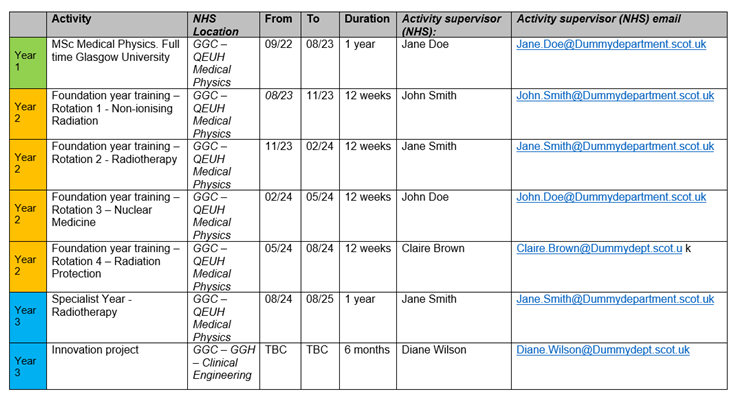 Activity NHS Location From To Duration Activity supervisor (NHS): Activity supervisor (NHS) email
Year 1 MSc Medical Physics. Full time Glasgow University GGC – QEUH Medical Physics 09/22 08/23 1 year Jane Doe Jane.Doe@Dummydepartment.scot.uk
Year 2 Foundation year training – Rotation 1 - Non-ionising Radiation GGC – QEUH Medical Physics 08/23 11/23 12 weeks John Smith John.Smith@Dummydepartment.scot.uk
Year 2 Foundation year training – Rotation 2 - Radiotherapy GGC – QEUH Medical Physics 11/23 02/24 12 weeks Jane Smith Jane.Smith@Dummydepartment.scot.uk
Year 2 Foundation year training – Rotation 3 – Nuclear Medicine GGC – QEUH Medical Physics 02/24 05/24 12 weeks John Doe John.Doe@Dummydepartment.scot.uk
Year 2 Foundation year training – Rotation 4 – Radiation Protection GGC – QEUH Medical Physics 05/24 08/24 12 weeks Claire Brown Claire.Brown@Dummydept.scot.u k
Year 3 Specialist Year - Radiotherapy GGC – QEUH Medical Physics 08/24 08/25 1 year Jane Smith Jane.Smith@Dummydepartment.scot.uk
Year 3 Innovation project GGC – GGH – Clinical Engineering TBC TBC 6 months Diane Wilson Diane.Wilson@Dummydept.scot.uk